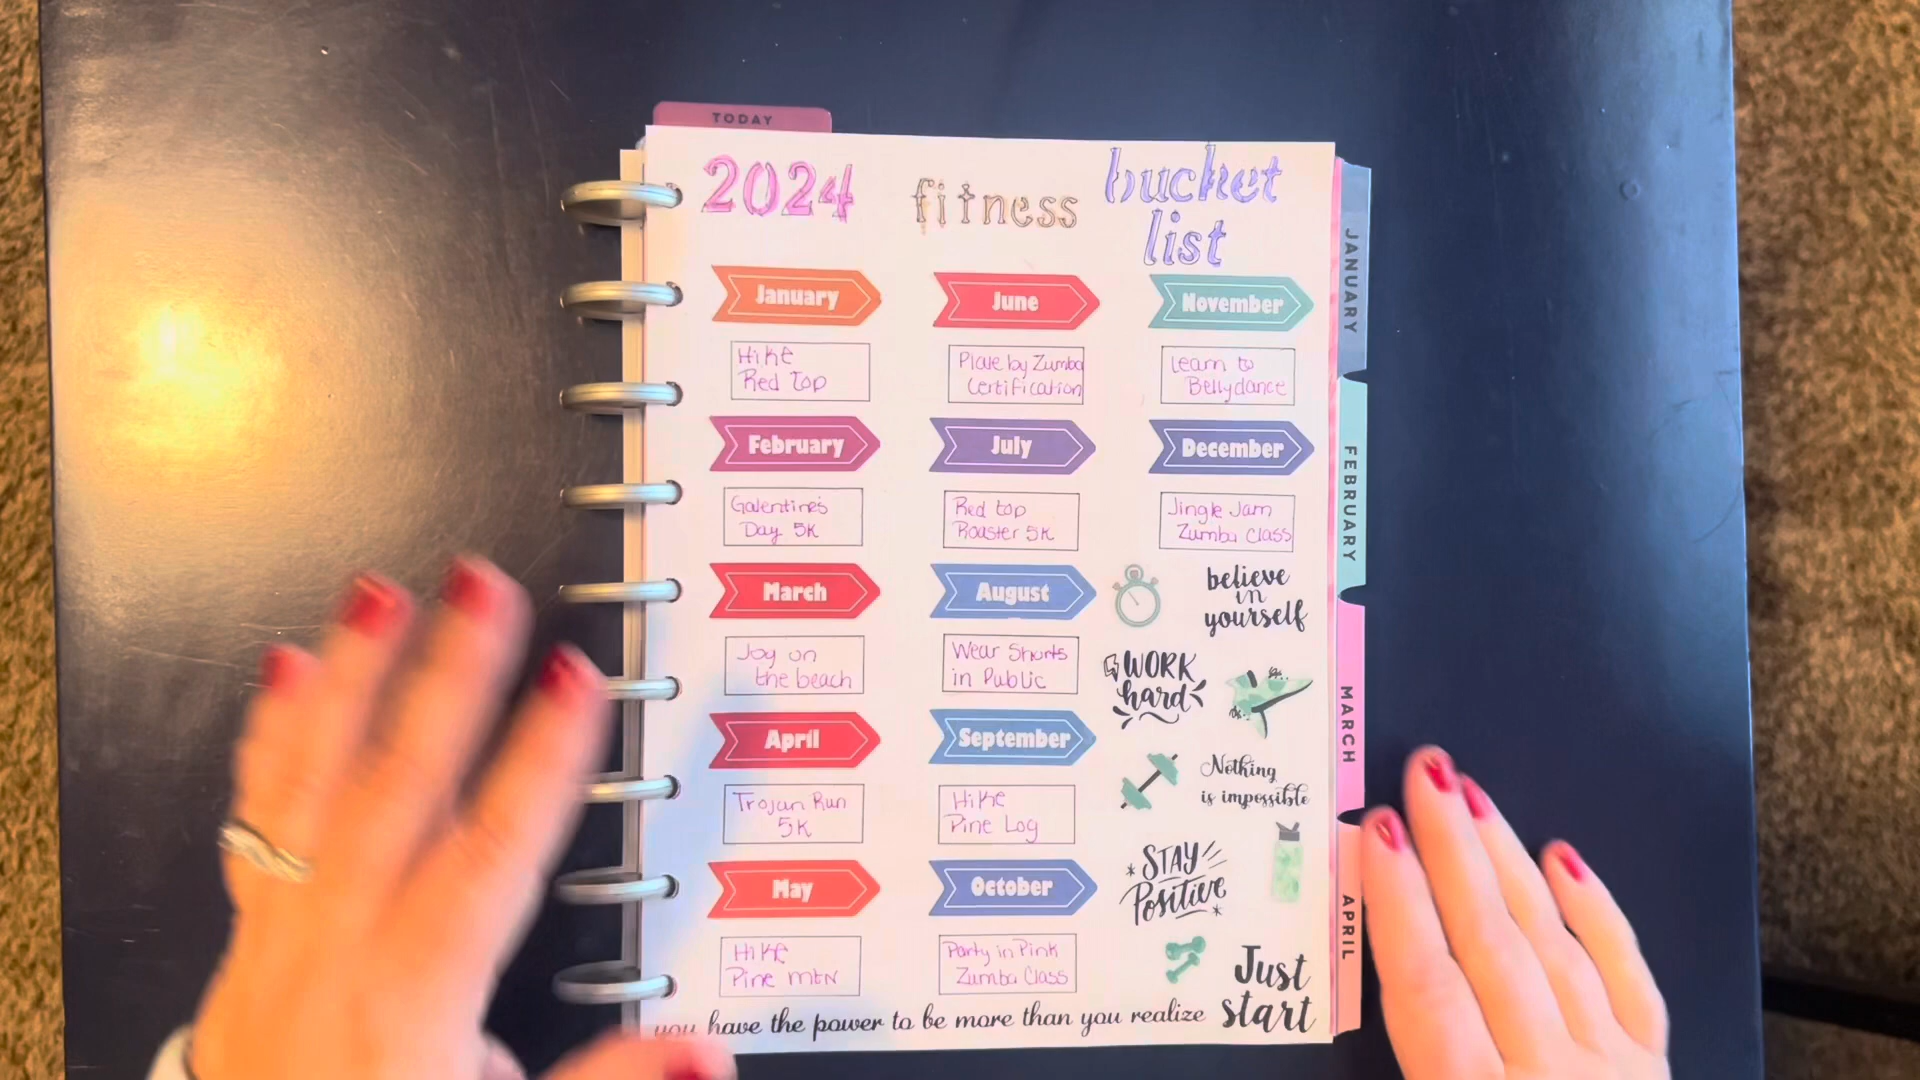 TODAY
2024 fitness bucket list
January
Hike
Red Top
February
Galentine's
Day 5K
March
Joy on
the beach
April
Trojan Run
5K
May
Hike
Pine mtn
June
Plate by Zumba
Certification
July
Red top
Roaster 5K
August
Wear Shorts
in Public
September
Hike
Pine Log
October
Party in Pink
Zumba Class
November
Learn to
Bellydance
December
Jingle Jam
Zumba Class
believe
in
yourself
WORK
hard
Nothing
is impossible
STAY
Positive
Just
start
you have the power to be more than you realize
JANUARY
FEBRUARY
MARCH
APRIL